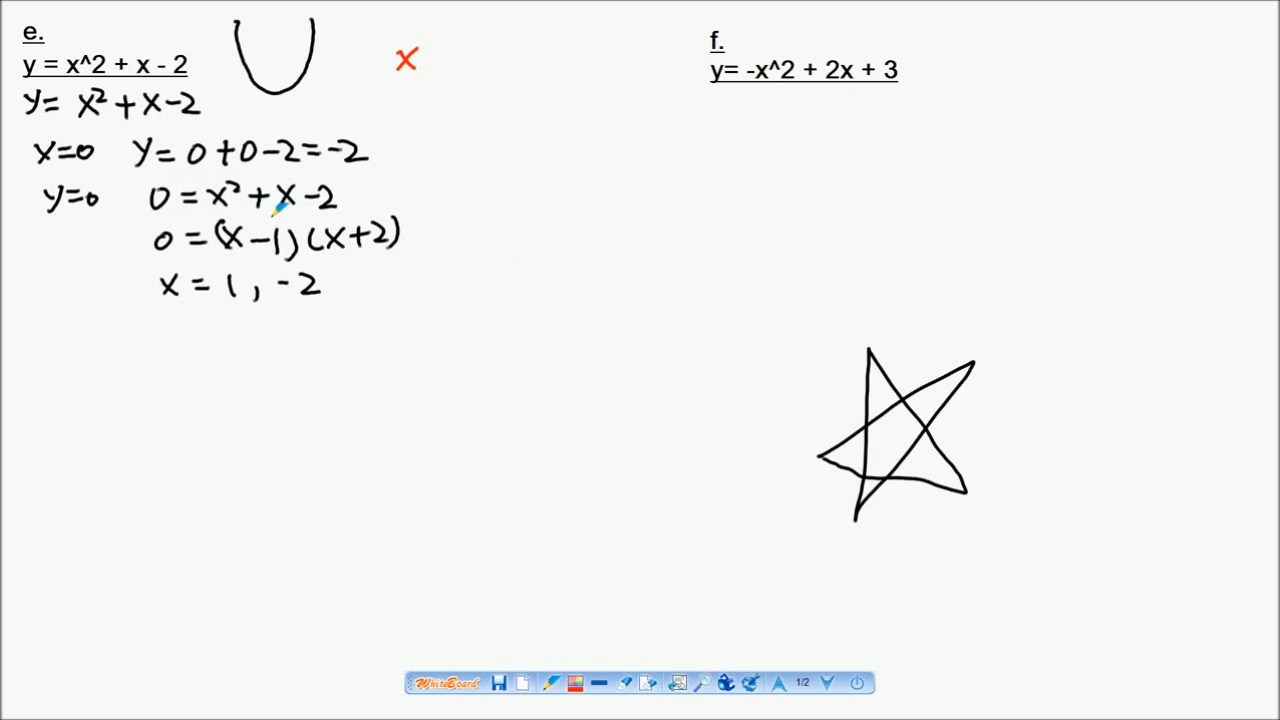 e.
y = x^2 + x - 2
y = x² + x - 2
x=0 y = 0 + 0 - 2 = -2
y=0 0 = x² + x - 2
0 = (x - 1)(x + 2)
x = 1, -2
x
f.
y= -x^2 + 2x + 3
WhiteBoard
1/2